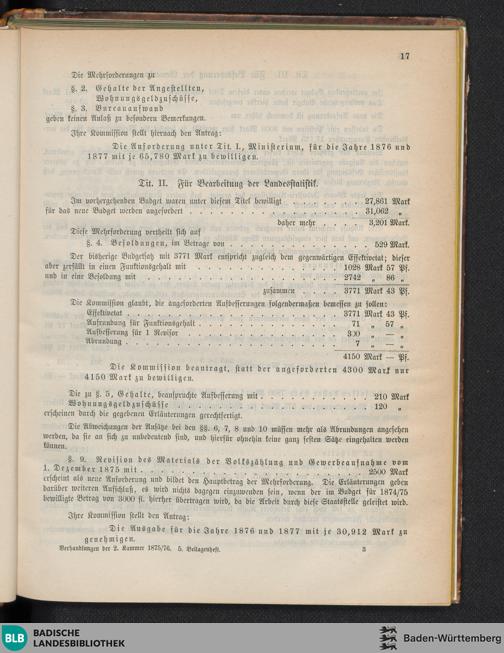 17
Die Mehrforderungen zu
§. 2. Gehalte der Angestellten,
Wohnungsgeldzuschüsse,
§. 3. Bureauaufwand
geben keinen Anlaß zu besondern Bemerkungen.
Ihre Kommission stellt hiernach den Antrag:
Die Anforderung unter Tit. I., Ministerium, für die Jahre 1876 und
1877 mit je 65,780 Mark zu bewilligen.
Tit. II. Für Bearbeitung der Landesstatistik.
Im vorhergehenden Budget waren unter diesem Titel bewilligt . . . . . . . 27,861 Mark
für das neue Budget werden angefordert . . . . . . . . . . . . . 31,062 „
daher mehr . . . . . 3,201 Mark.
Diese Mehrforderung vertheilt sich auf
§. 4. Besoldungen, im Betrage von . . . . . . . . . . . . 529 Mark.
Der bisherige Budgetsatz mit 3771 Mark entspricht zugleich dem gegenwärtigen Effektivetat; dieser
aber zerfällt in einen Funktionsgehalt mit . . . . . . . . . . . 1028 Mark 57 Pf.
und in eine Besoldung mit . . . . . . . . . . . . . . 2742 „ 86 „
zusammen . . . . . 3771 Mark 43 Pf.
Die Kommission glaubt, die angeforderten Aufbesserungen folgendermaßen bemessen zu sollen:
Effektivetat . . . . . . . . . . . . . . . 3771 Mark 43 Pf.
Aufrundung für Funktionsgehalt . . . . . . . . . . 71 „ 57 „
Aufbesserung für 1 Revisor . . . . . . . . . . . 300 „ — „
Abrundung . . . . . . . . . . . . . . . 7 „ — „
4150 Mark — Pf.
Die Kommission beantragt, statt der angeforderten 4300 Mark nur
4150 Mark zu bewilligen.
Die zu §. 5, Gehalte, beanspruchte Aufbesserung mit . . . . . . . . . . 210 Mark
Wohnungsgeldzuschüsse . . . . . . . . . . . . . . 120 „
erscheinen durch die gegebenen Erläuterungen gerechtfertigt.
Die Abweichungen der Ansätze bei den §§. 6, 7, 8 und 10 müssen mehr als Abrundungen angesehen
werden, da sie an sich zu unbedeutend sind, und hierfür ohnehin keine ganz festen Sätze eingehalten werden
können.
§. 9. Revision des Materials der Volkszählung und Gewerbeaufnahme vom
1. Dezember 1875 mit . . . . . . . . . . . . . . . . 2500 Mark
erscheint als neue Anforderung und bildet den Hauptbetrag der Mehrforderung. Die Erläuterungen geben
darüber weiteren Aufschluß, es wird nichts dagegen einzuwenden sein, wenn der im Budget für 1874/75
bewilligte Betrag von 3000 fl. hierher übertragen wird, da die Arbeit durch diese Staatsstelle geleistet wird.
Ihre Kommission stellt den Antrag:
Die Ausgabe für die Jahre 1876 und 1877 mit je 30,912 Mark zu
genehmigen.
Verhandlungen der 2. Kammer 1875/76. 5. Beilagenheft. 3
BLB BADISCHE
LANDESBIBLIOTHEK
Baden-Württemberg